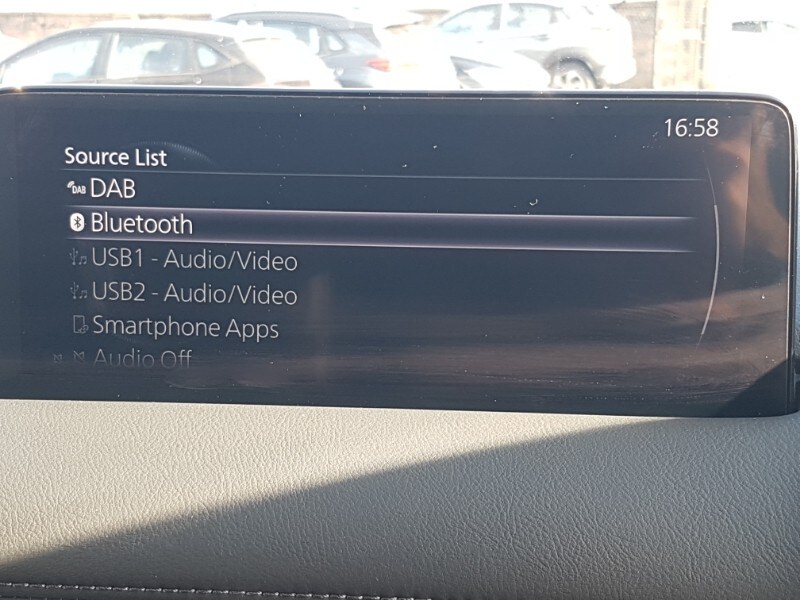 16:58
Source List
DAB DAB
Bluetooth
USB1 - Audio/Video
USB2 - Audio/Video
Smartphone Apps
Audio Off